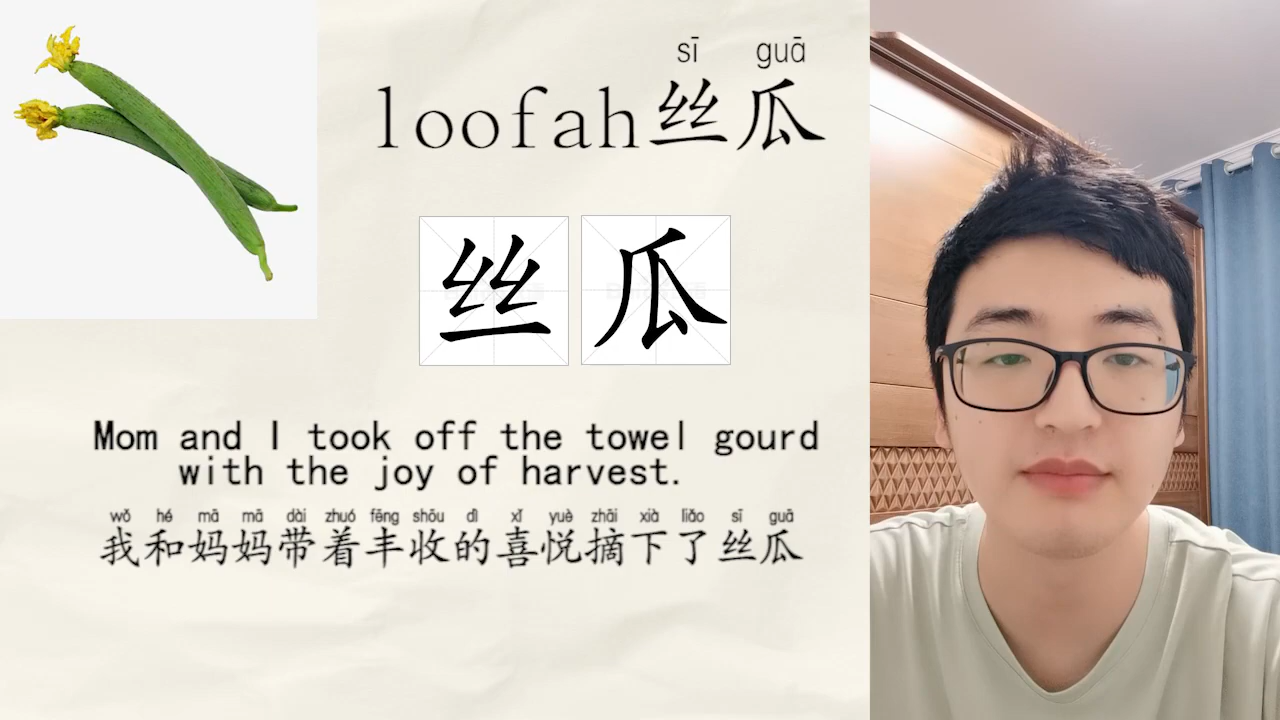 sī guā
loofah丝瓜
丝 瓜
Mom and I took off the towel gourd
with the joy of harvest.
wǒ hé mā mā dài zhuó fēng shōu dì xǐ yuè zhāi xià liǎo sī guā
我和妈妈带着丰收的喜悦摘下了丝瓜